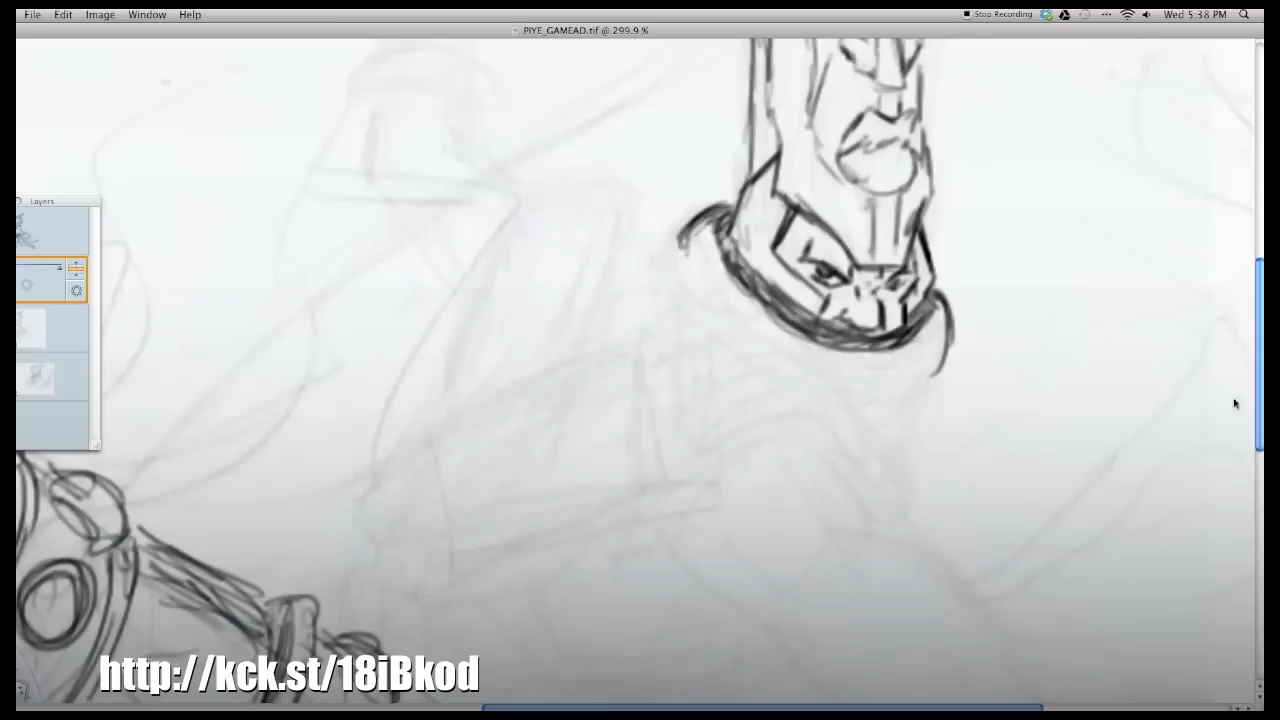 File Edit Image Window Help
Stop Recording
Wed 5:38 PM
PIYE_GAMEAD.tif @ 299.9 %
Layers
http://kck.st/18iBkod